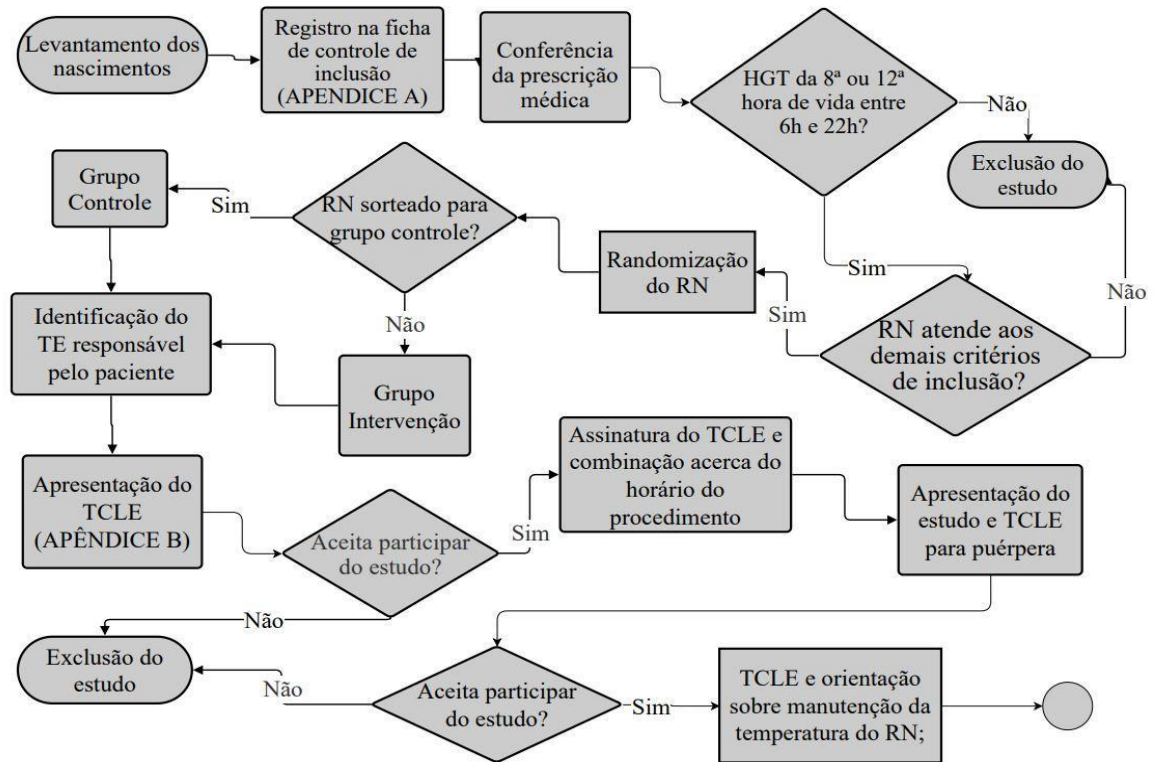 Levantamento dos
nascimentos
Registro na ficha
de controle de
inclusão
(APENDICE A)
Conferência
da prescrição
médica
HGT da 8ª ou 12ª
hora de vida entre
6h e 22h?
Não
Exclusão do
estudo
Sim
Não
RN atende aos
demais critérios
de inclusão?
Sim
Randomização
do RN
RN sorteado para
grupo controle?
Sim
Grupo
Controle
Não
Grupo
Intervenção
Identificação do
TE responsável
pelo paciente
Apresentação do
TCLE
(APÊNDICE B)
Aceita participar
do estudo?
Sim
Assinatura do TCLE e
combinação acerca do
horário do
procedimento
Apresentação do
estudo e TCLE
para puérpera
Não
Exclusão do
estudo
Não
Aceita participar
do estudo?
Sim
TCLE e orientação
sobre manutenção da
temperatura do RN;